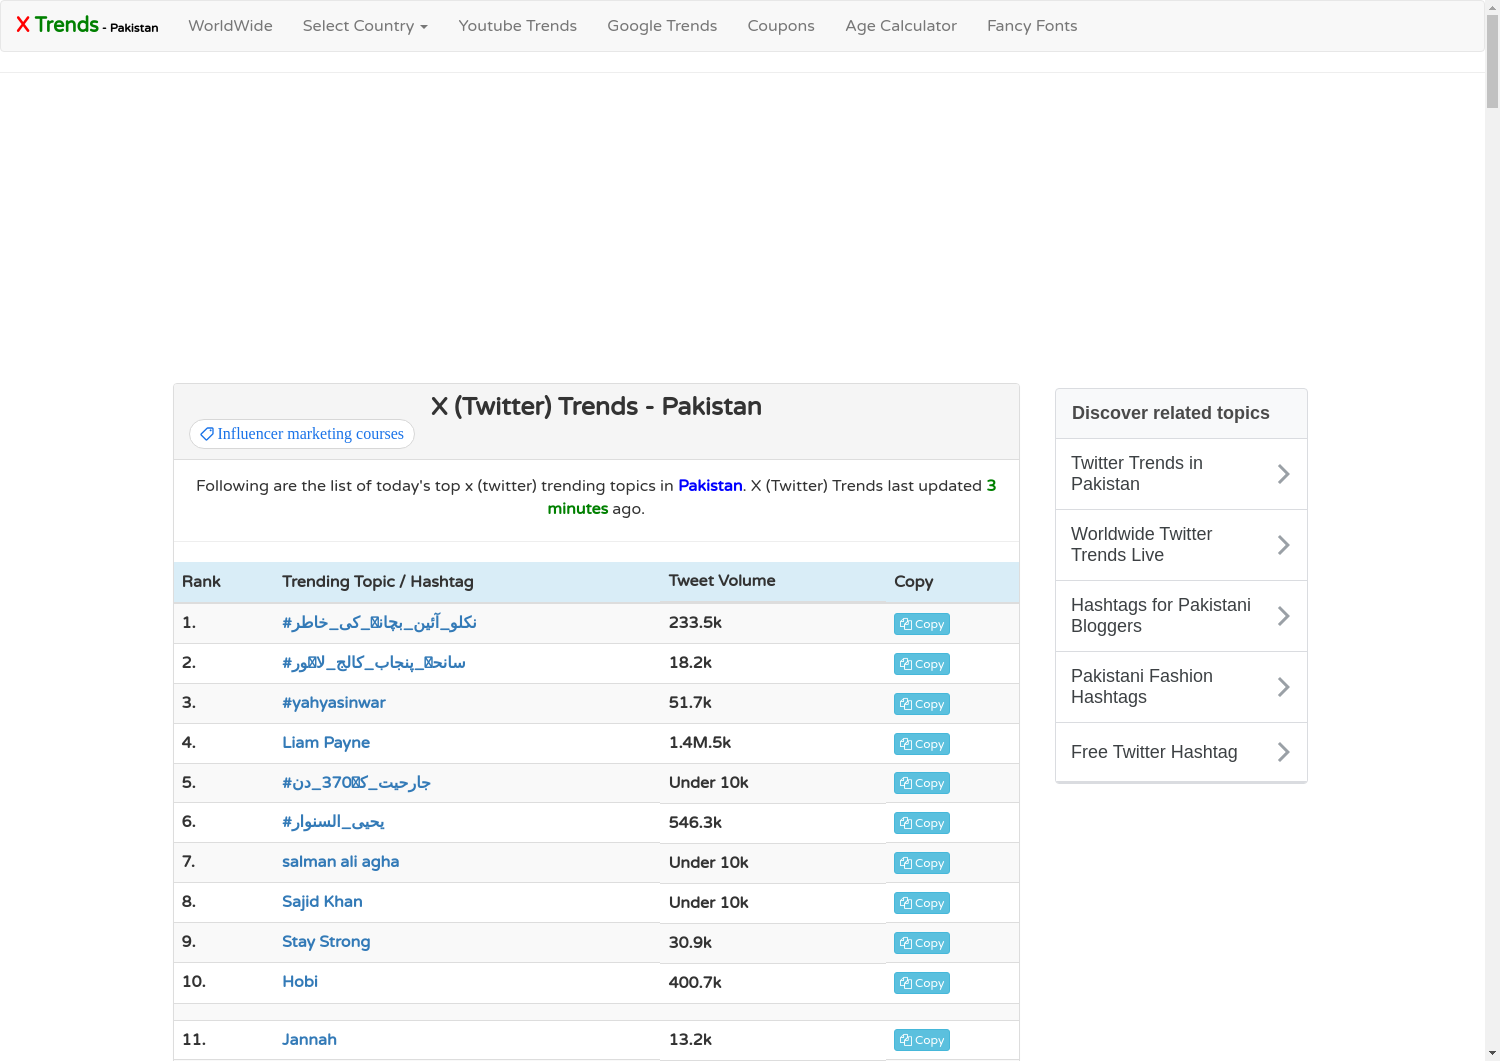 X Trends - Pakistan WorldWide Select Country Youtube Trends Google Trends Coupons Age Calculator Fancy Fonts
X (Twitter) Trends - Pakistan
Influencer marketing courses
Following are the list of today's top x (twitter) trending topics in Pakistan. X (Twitter) Trends last updated 3
minutes ago.
Rank Trending Topic / Hashtag Tweet Volume Copy
1. #نکلو_آئین_بچانے_کی_خاطر 233.5k Copy
2. #سانحہ_پنجاب_کالج_لاہور 18.2k Copy
3. #yahyasinwar 51.7k Copy
4. Liam Payne 1.4M.5k Copy
5. #جارحیت_کے370_دن Under 10k Copy
6. #يحيى_السنوار 546.3k Copy
7. salman ali agha Under 10k Copy
8. Sajid Khan Under 10k Copy
9. Stay Strong 30.9k Copy
10. Hobi 400.7k Copy
11. Jannah 13.2k Copy
Discover related topics
Twitter Trends in
Pakistan
Worldwide Twitter
Trends Live
Hashtags for Pakistani
Bloggers
Pakistani Fashion
Hashtags
Free Twitter Hashtag